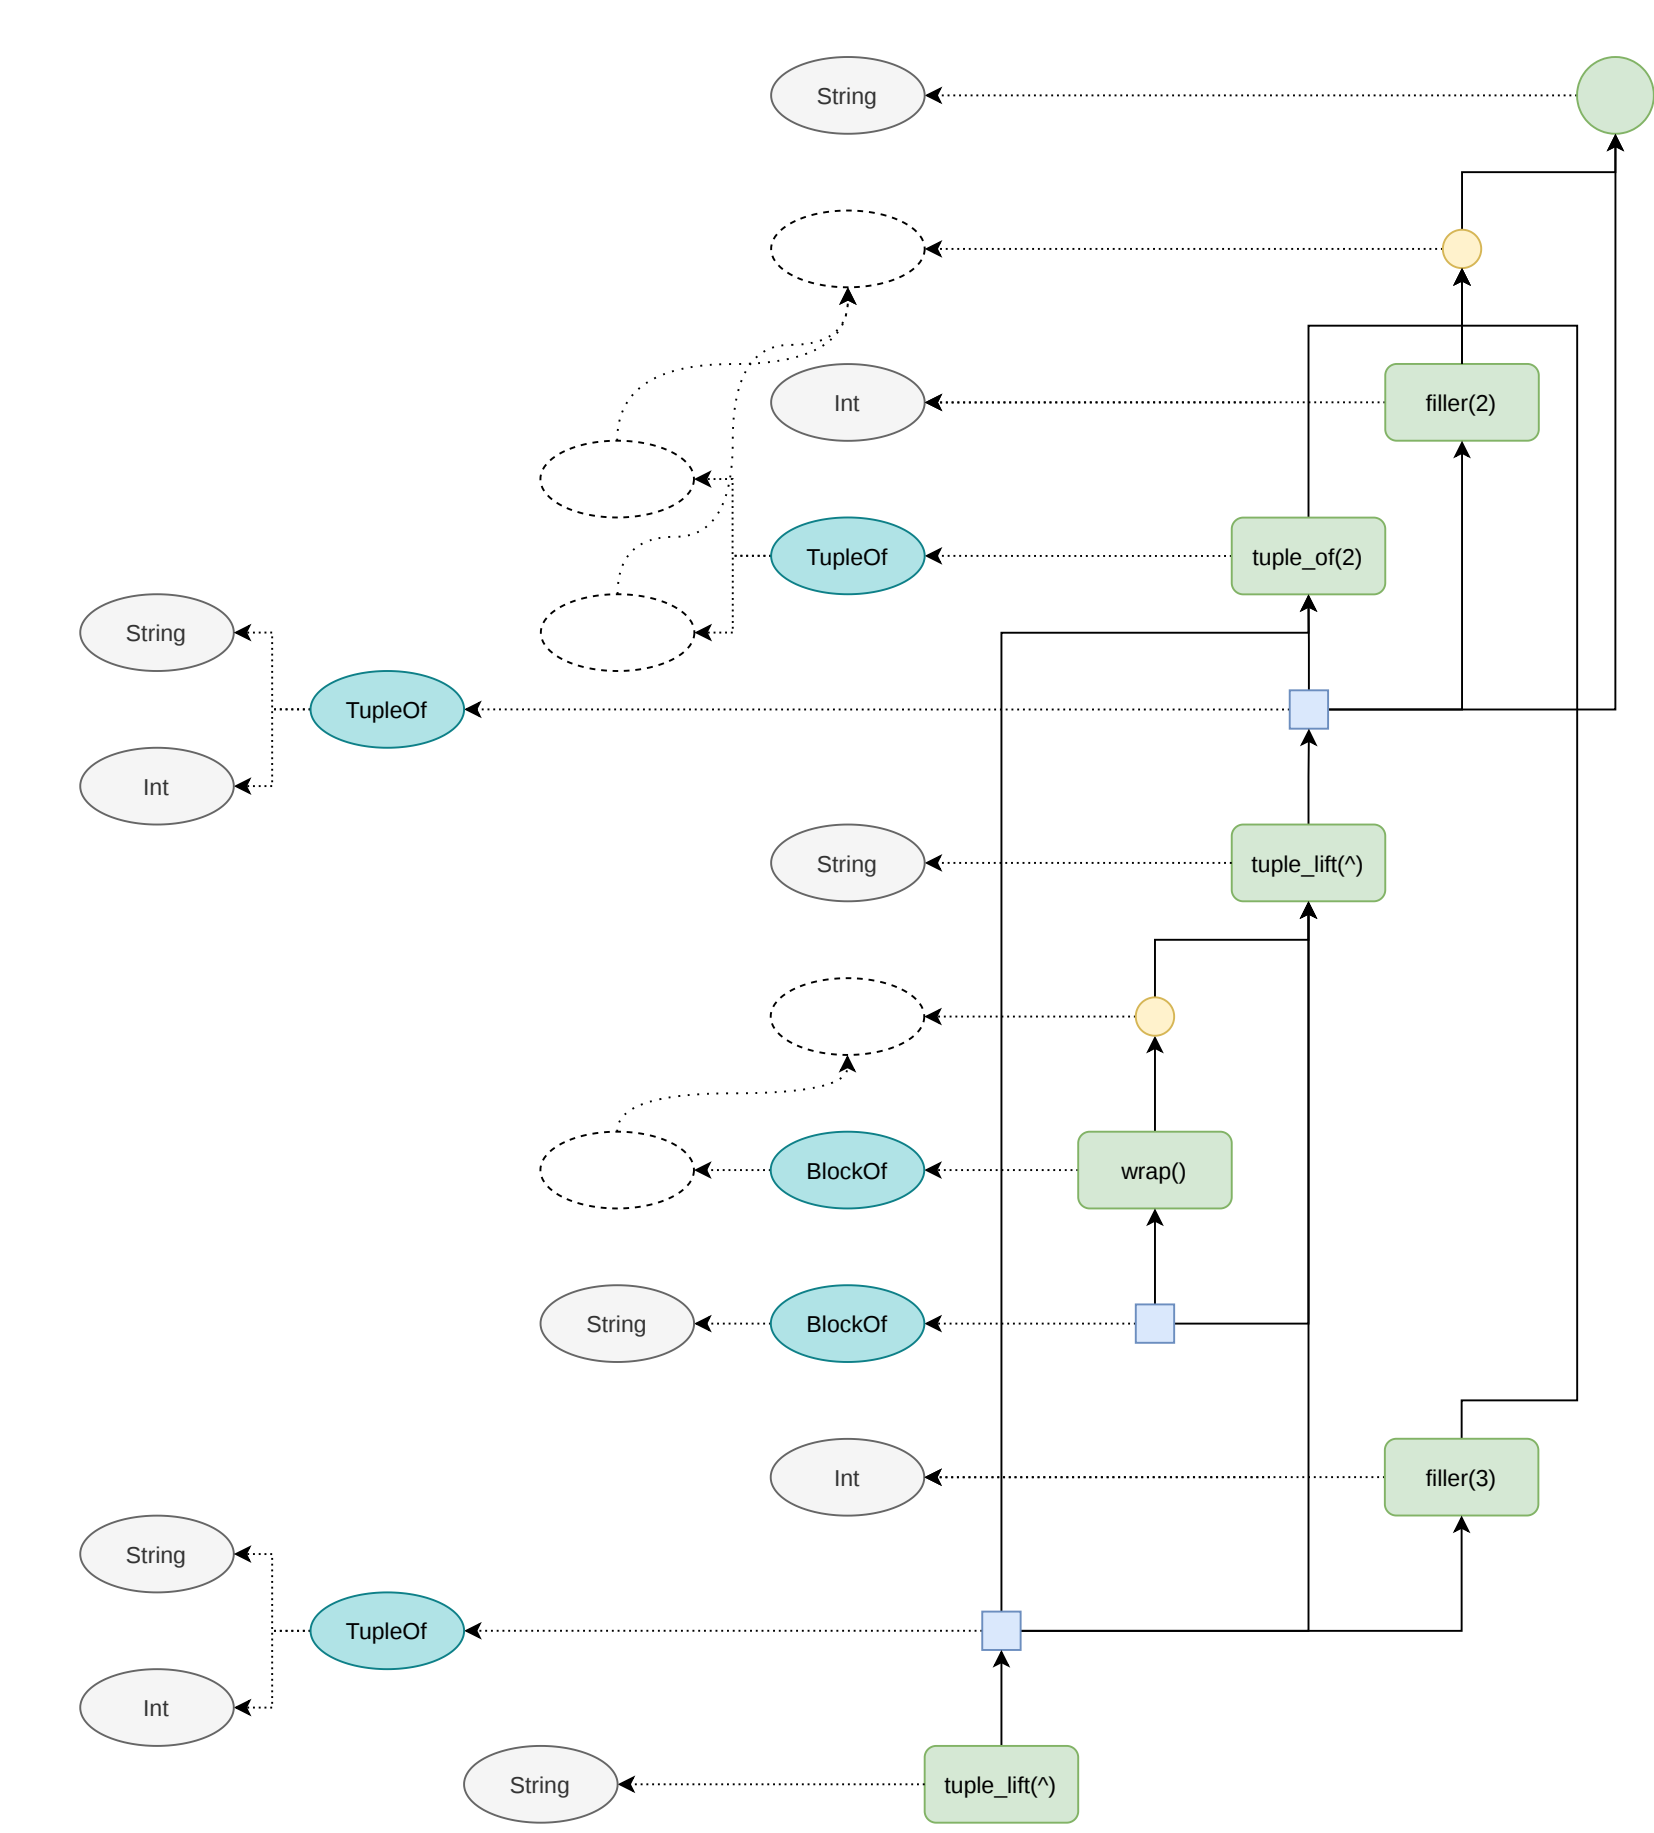 String
Int
filler(2)
TupleOf
tuple_of(2)
String
TupleOf
Int
String
tuple_lift(^)
BlockOf
wrap()
String
BlockOf
Int
filler(3)
String
TupleOf
Int
String
tuple_lift(^)